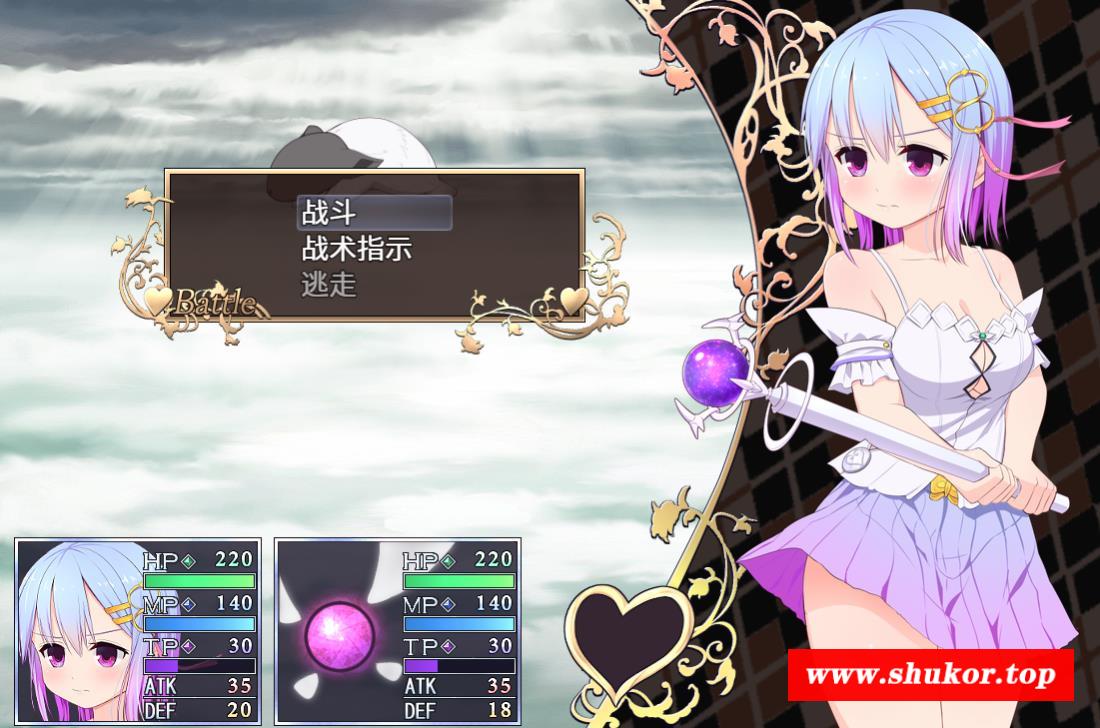 战斗
战术指示
逃走
Battle
HP 220
MP 140
TP 30
ATK 35
DEF 20
HP 220
MP 140
TP 30
ATK 35
DEF 18
www.shukor.top